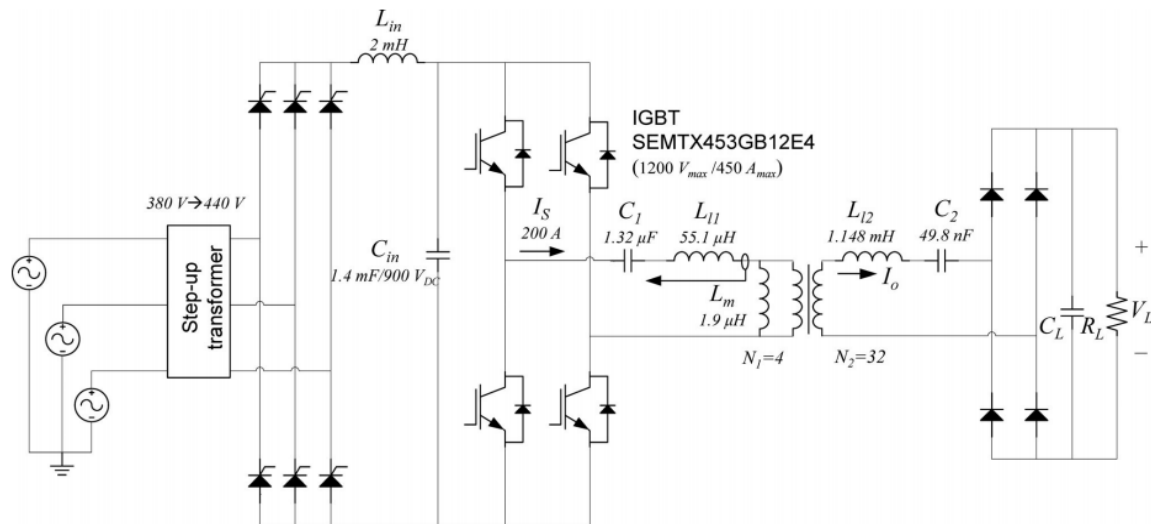 L_in
2 mH
IGBT
SEMTX453GB12E4
(1200 V_max /450 A_max)
380 V→440 V
Step-up
transformer
C_in
1.4 mF/900 V_DC
I_S
200 A
C_1
1.32 μF
L_l1
55.1 μH
L_m
1.9 μH
L_l2
1.148 mH
C_2
49.8 nF
I_o
N_1=4
N_2=32
C_L
R_L
+
V_L
−